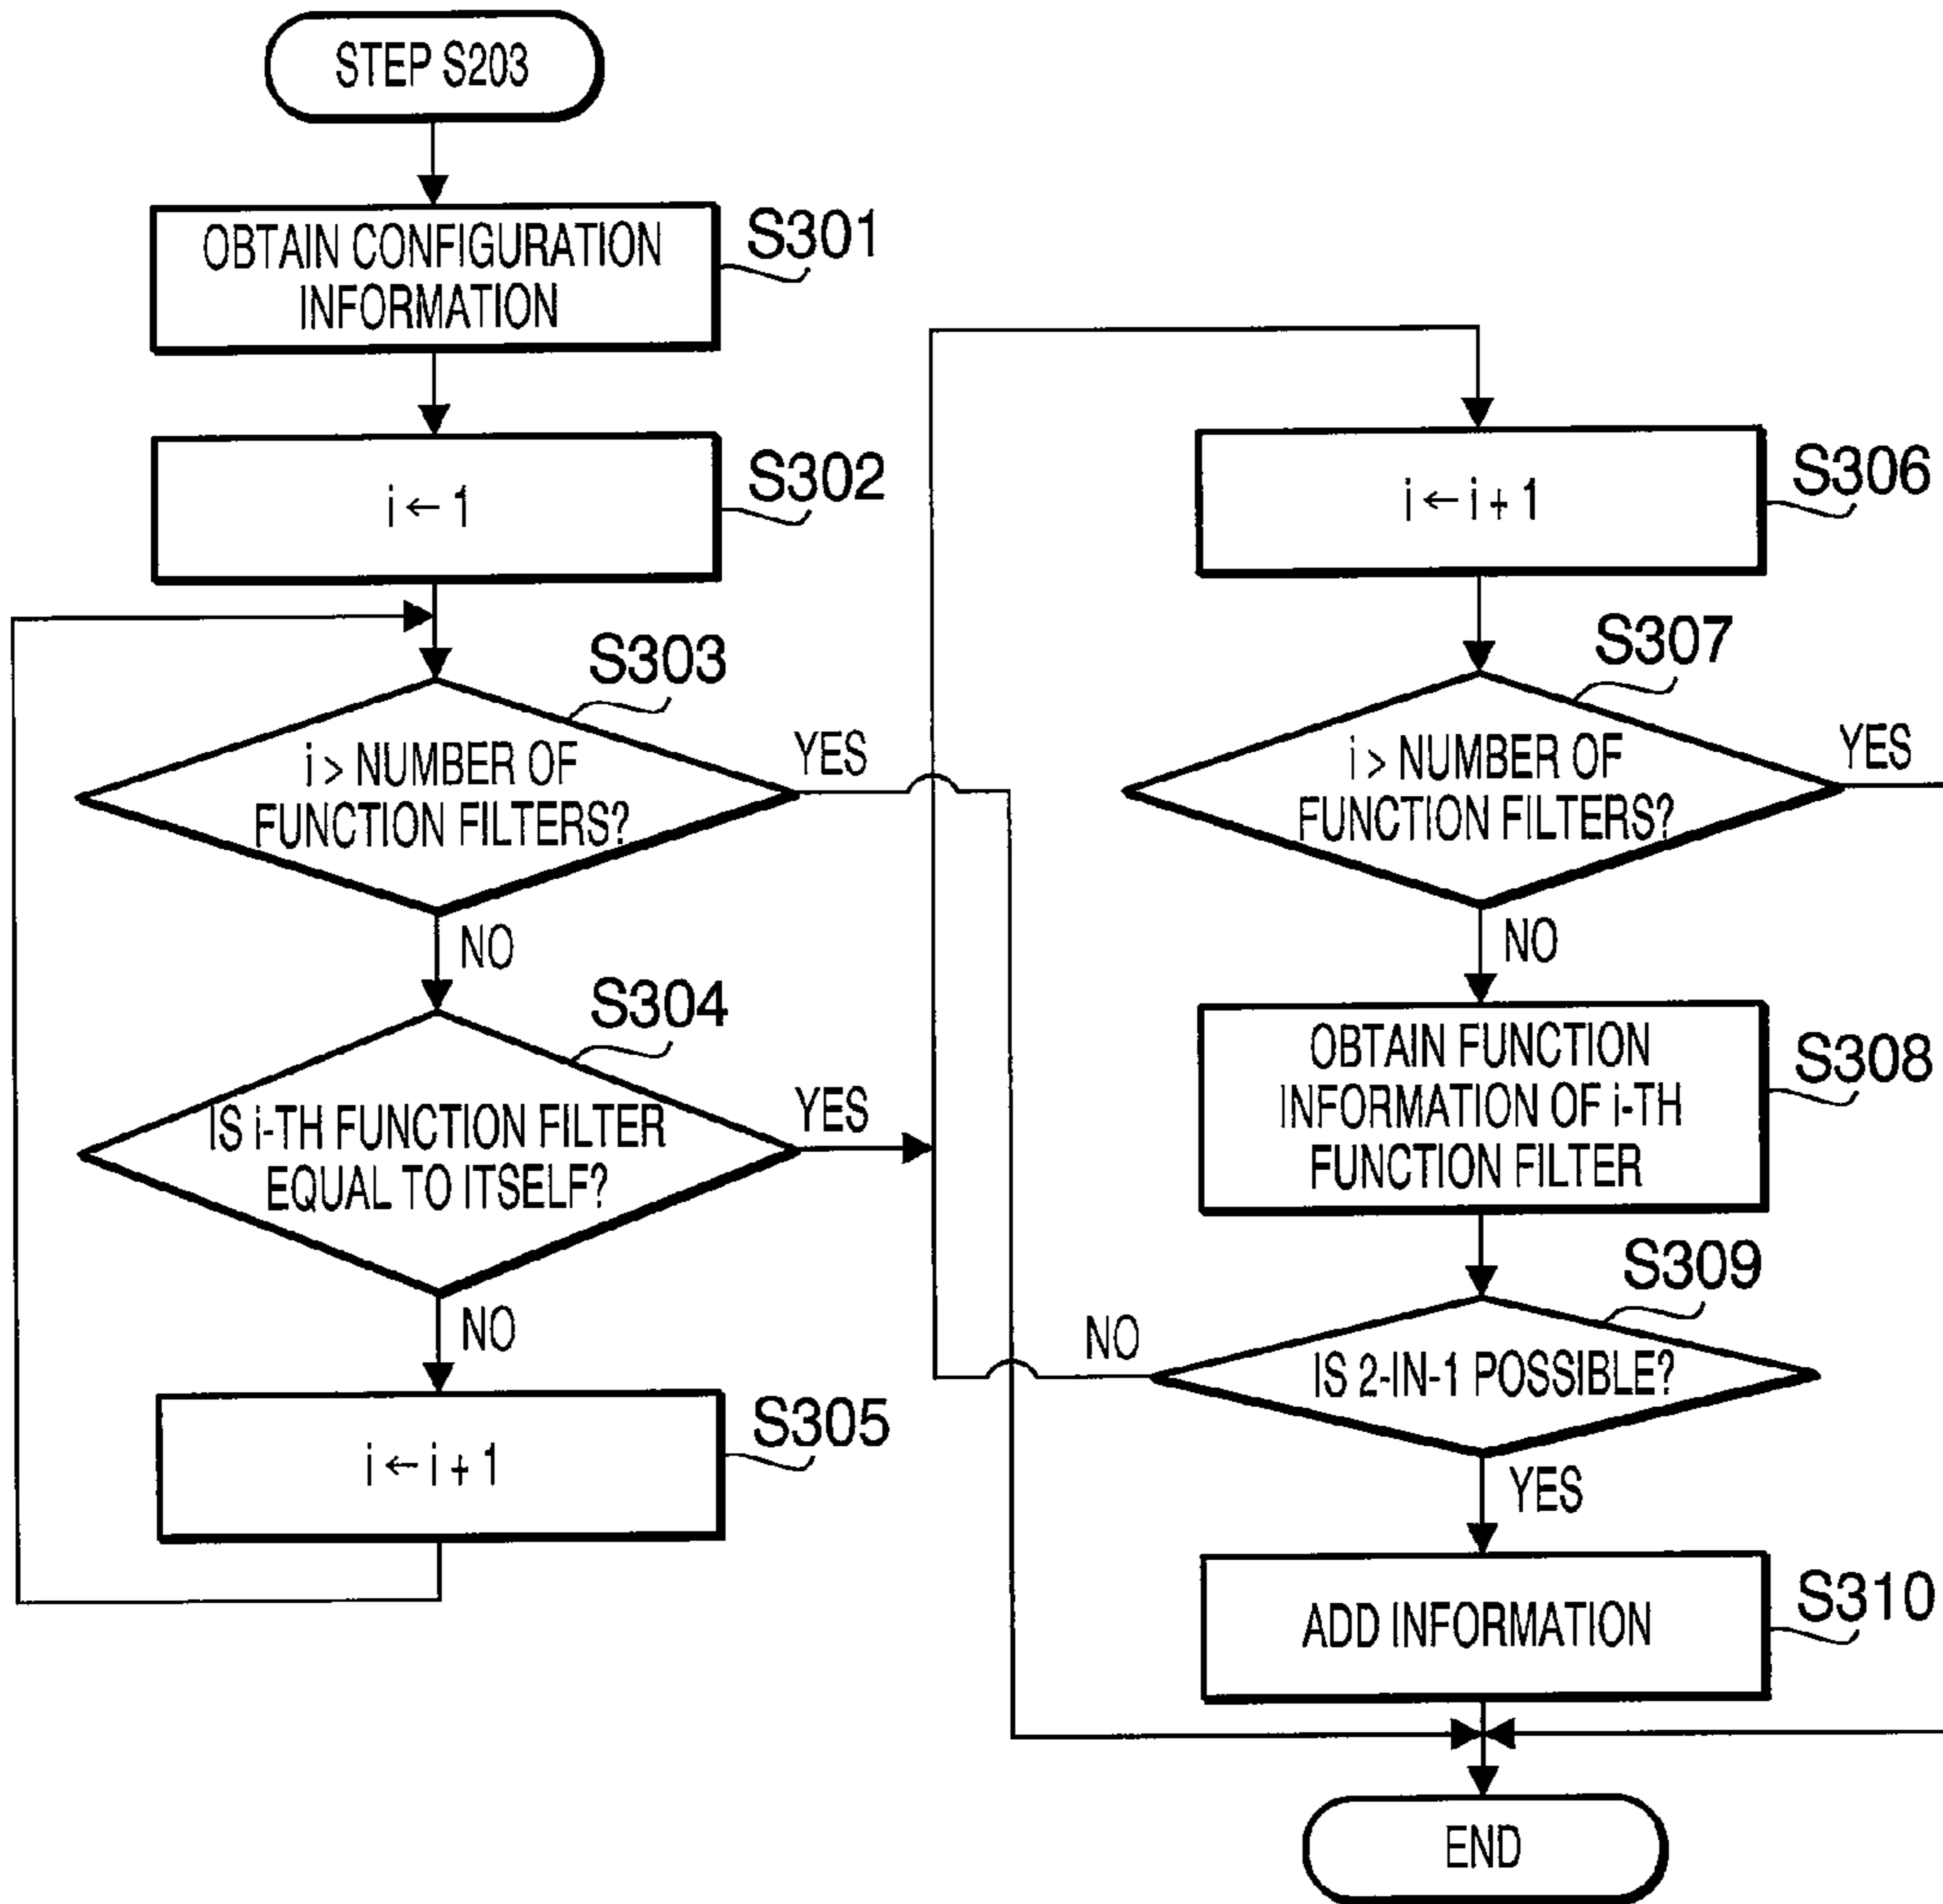 STEP S203
OBTAIN CONFIGURATION
INFORMATION
S301
i ← 1
S302
S303
i > NUMBER OF
FUNCTION FILTERS?
YES
NO
S304
IS i-TH FUNCTION FILTER
EQUAL TO ITSELF?
YES
NO
i ← i + 1
S305
i ← i + 1
S306
S307
i > NUMBER OF
FUNCTION FILTERS?
YES
NO
OBTAIN FUNCTION
INFORMATION OF i-TH
FUNCTION FILTER
S308
S309
NO
IS 2-IN-1 POSSIBLE?
YES
ADD INFORMATION
S310
END